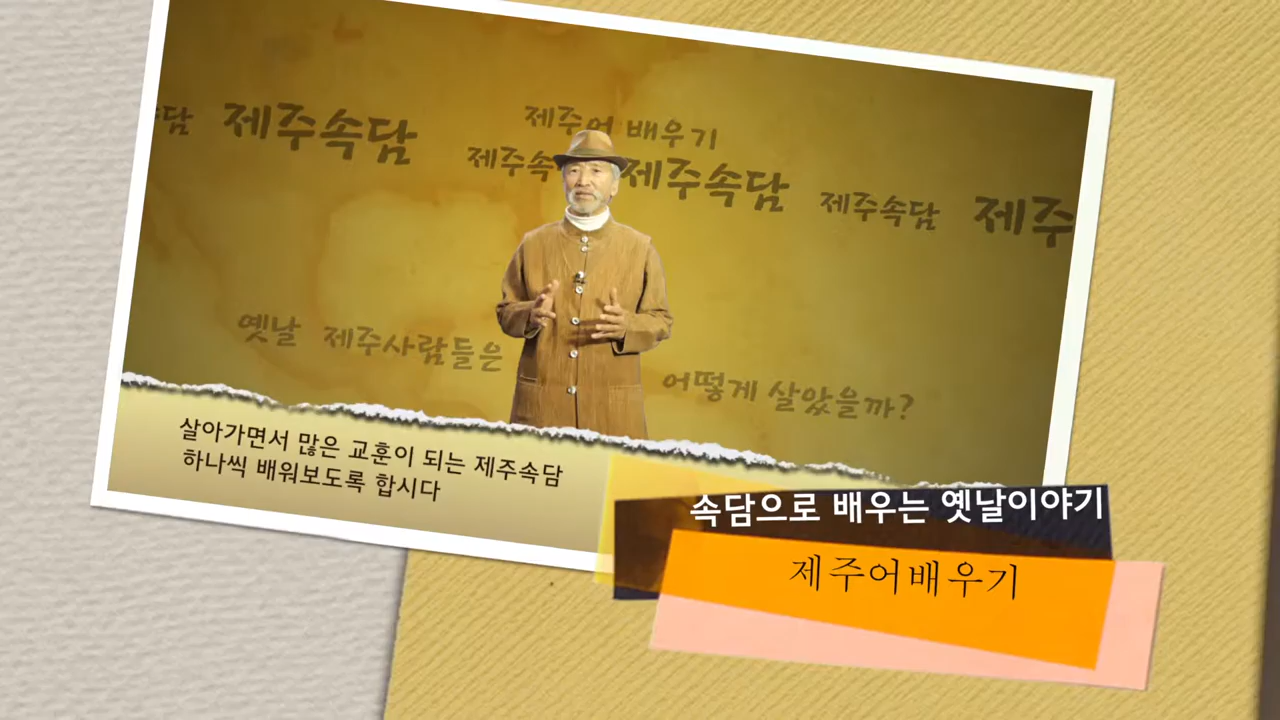 제주속담
제주어 배우기
제주속담
제주속담
제주
옛날 제주사람들은
어떻게 살았을까?
살아가면서 많은 교훈이 되는 제주속담
하나씩 배워보도록 합시다
속담으로 배우는 옛날이야기
제주어배우기